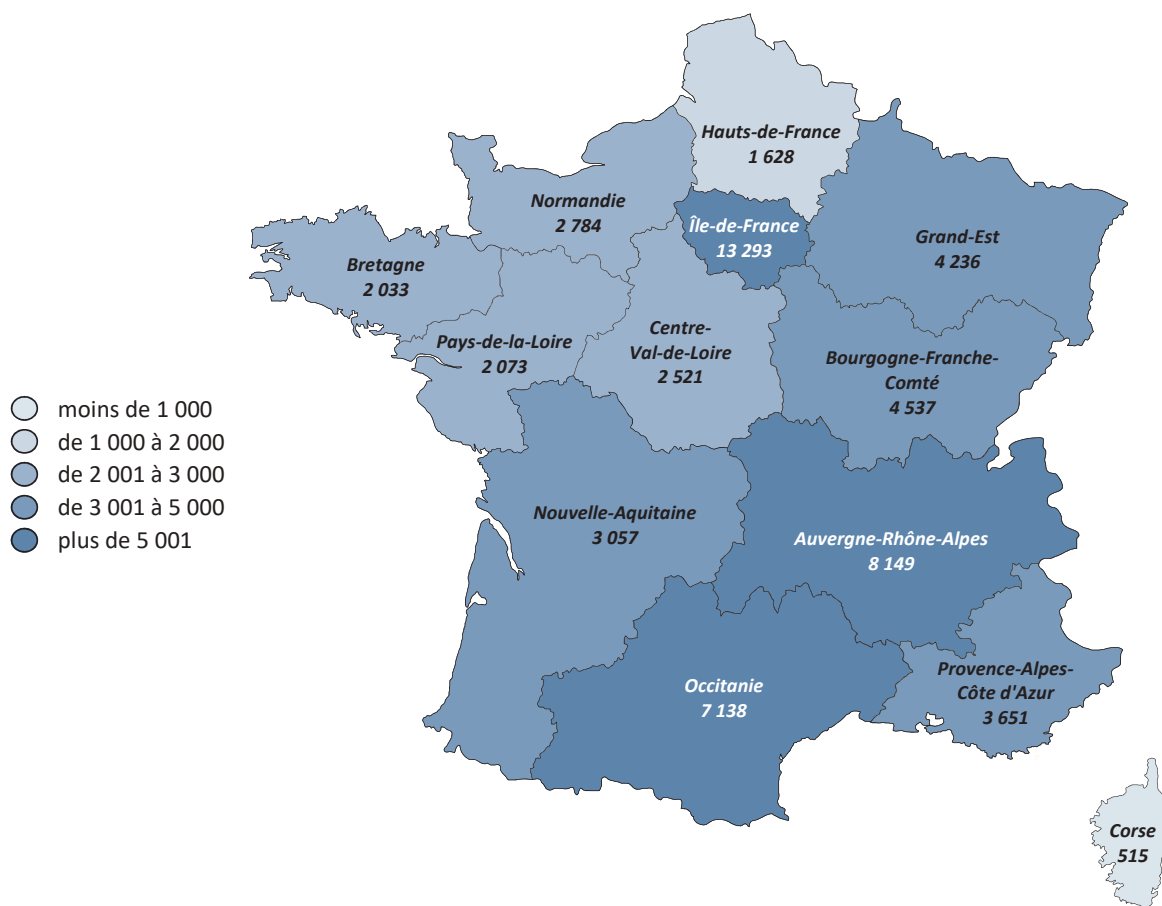 Hauts-de-France
1 628
Normandie
2 784
Île-de-France
13 293
Grand-Est
4 236
Bretagne
2 033
Pays-de-la-Loire
2 073
Centre-
Val-de-Loire
2 521
Bourgogne-Franche-
Comté
4 537
moins de 1 000
de 1 000 à 2 000
de 2 001 à 3 000
de 3 001 à 5 000
plus de 5 001
Nouvelle-Aquitaine
3 057
Auvergne-Rhône-Alpes
8 149
Occitanie
7 138
Provence-Alpes-
Côte d'Azur
3 651
Corse
515